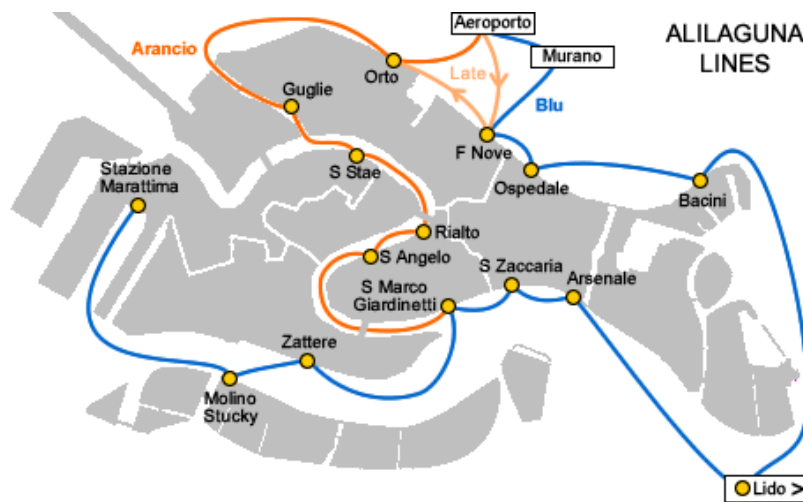 Aeroporto
ALILAGUNA
LINES
Arancio
Murano
Orto
Late
Guglie
Blu
F Nove
Stazione
Marattima
S Stae
Ospedale
Bacini
Rialto
S Angelo
S Zaccaria
S Marco
Giardinetti
Arsenale
Zattere
Molino
Stucky
Lido >